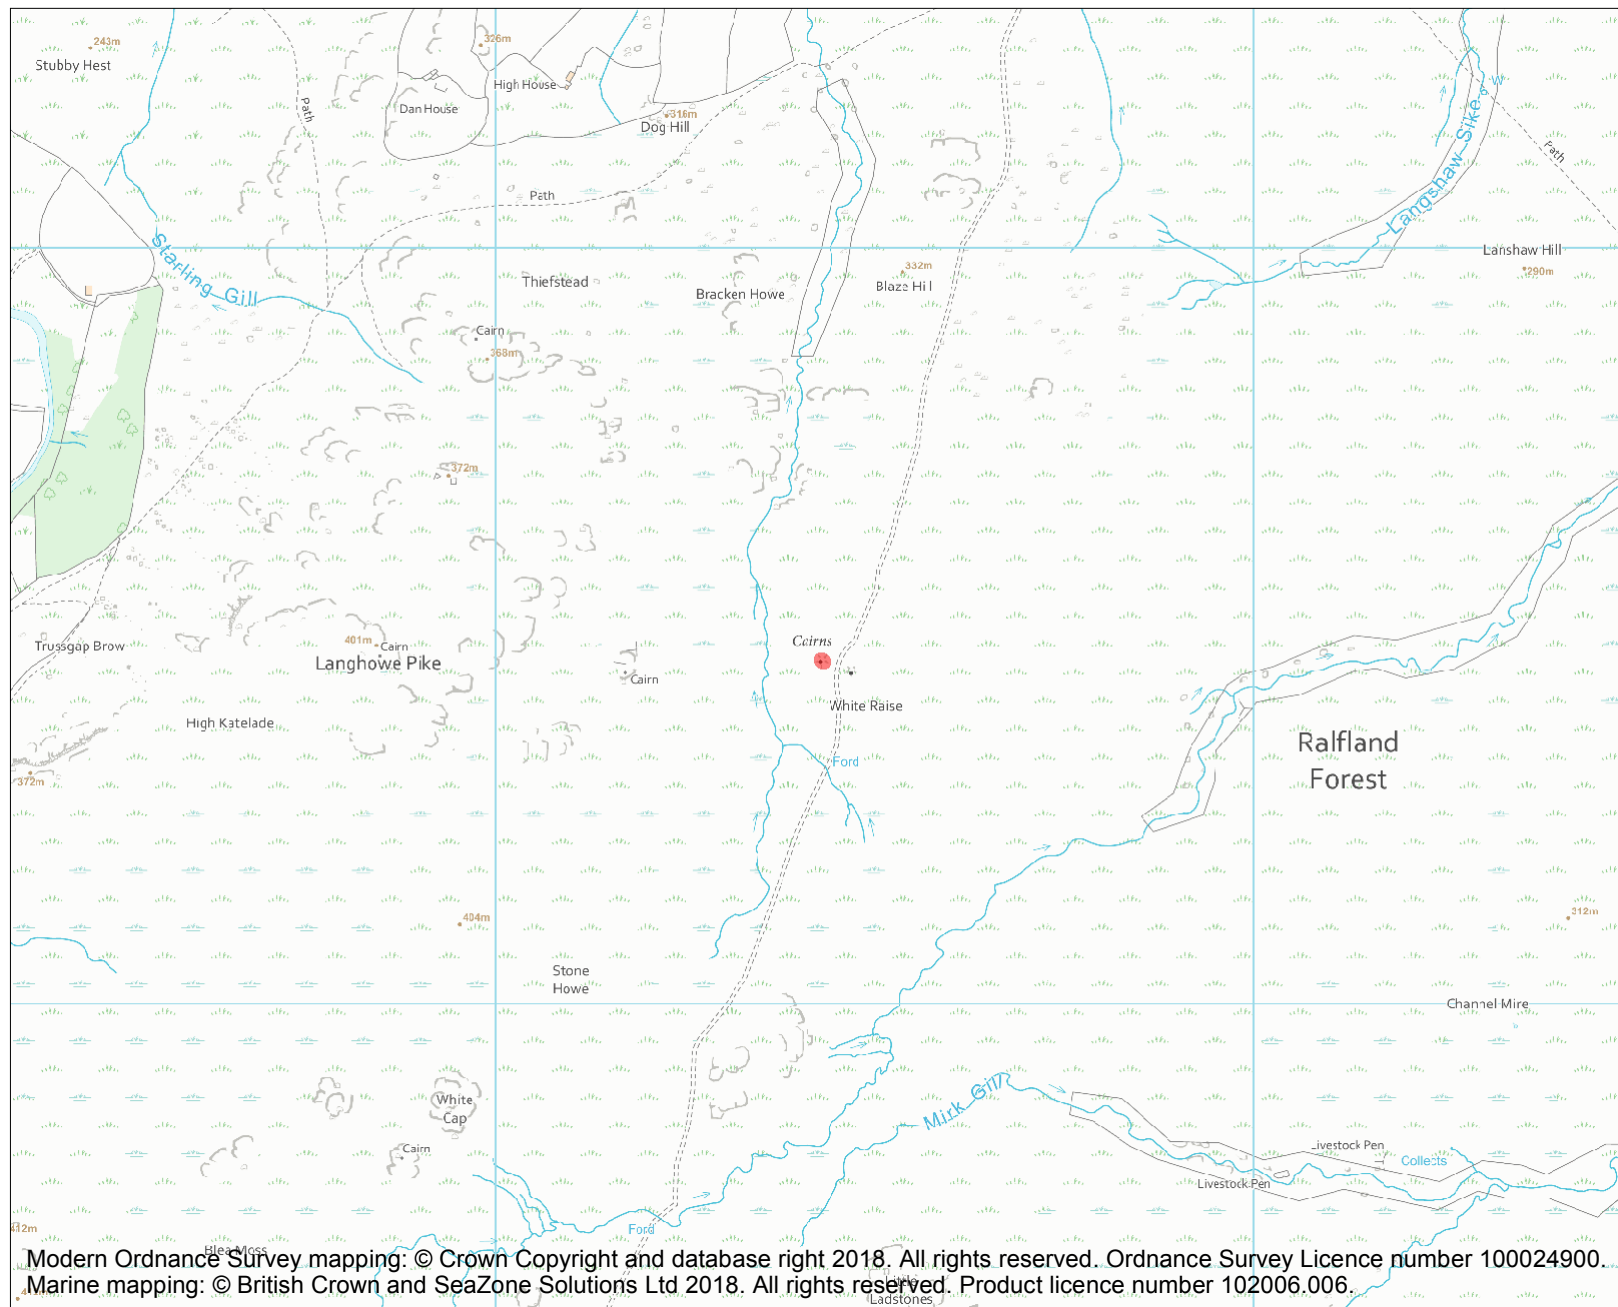 243m
Stubby Hest
326m
High House
Dan House
Path
316m
Dog Hill
Path
Langshaw Sike
W
Path
Starling Gill
Lanshaw Hill
290m
332m
Blaze Hill
Thiefstead
Bracken Howe
Cairn
368m
372m
Trussgap Brow
401m
Cairn
Langhowe Pike
Cairns
Cairn
White Raise
High Katelade
372m
Ford
Ralfland
Forest
404m
312m
Stone
Howe
Channel Mire
White
Cap
Mirk Gill
Cairn
Livestock Pen
Collects
Livestock Pen
Ford
412m
Blea Moss
Modern Ordnance Survey mapping: © Crown Copyright and database right 2018. All rights reserved. Ordnance Survey Licence number 100024900.
Marine mapping: © British Crown and SeaZone Solutions Ltd 2018. All rights reserved. Product licence number 102006.006.
Little
Ladstones